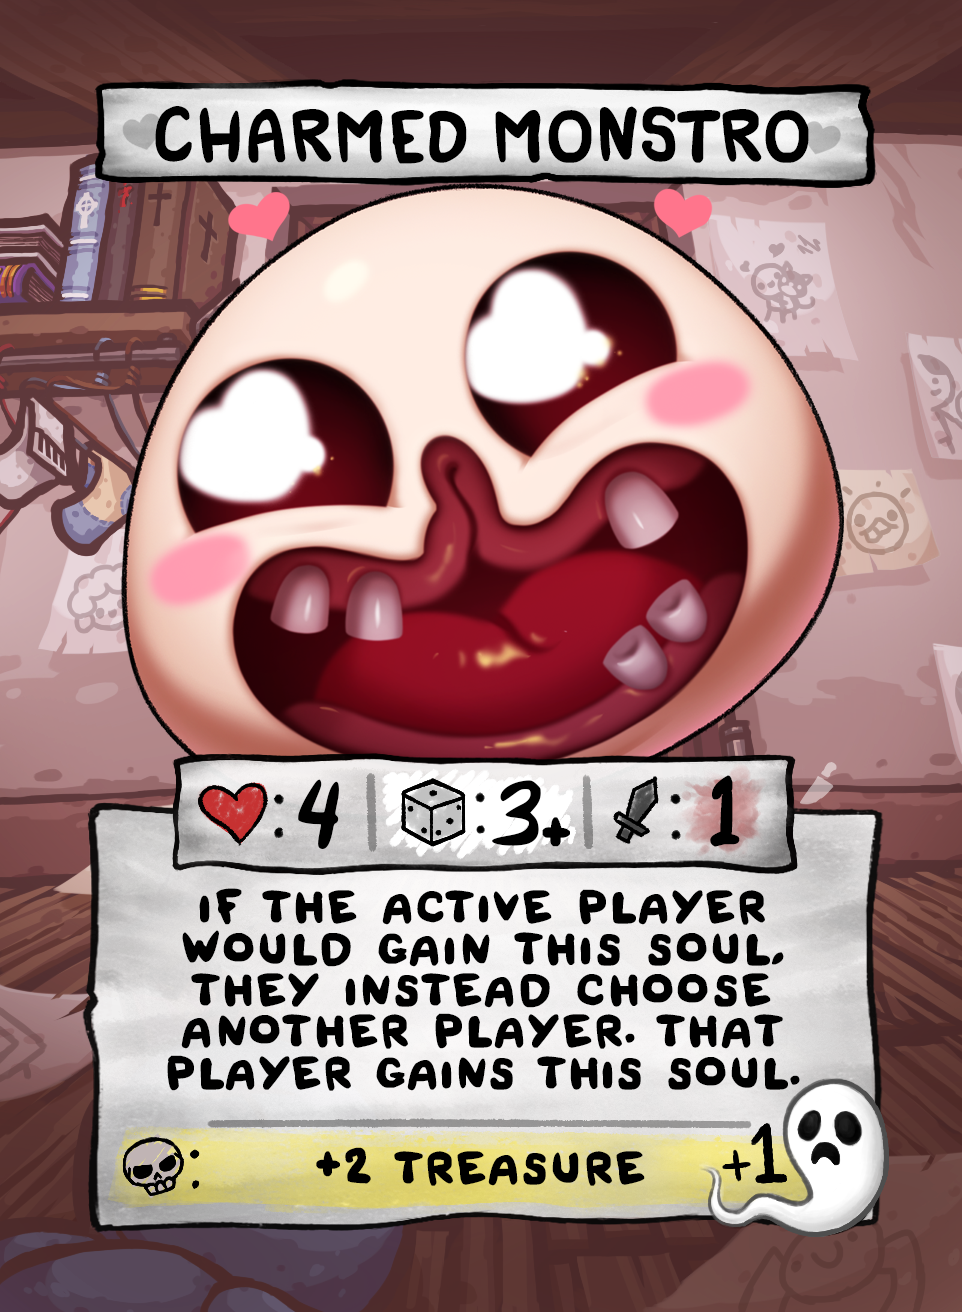 CHARMED MONSTRO
: 4 : 3+ : 1
IF THE ACTIVE PLAYER
WOULD GAIN THIS SOUL,
THEY INSTEAD CHOOSE
ANOTHER PLAYER. THAT
PLAYER GAINS THIS SOUL.
: +2 TREASURE +1